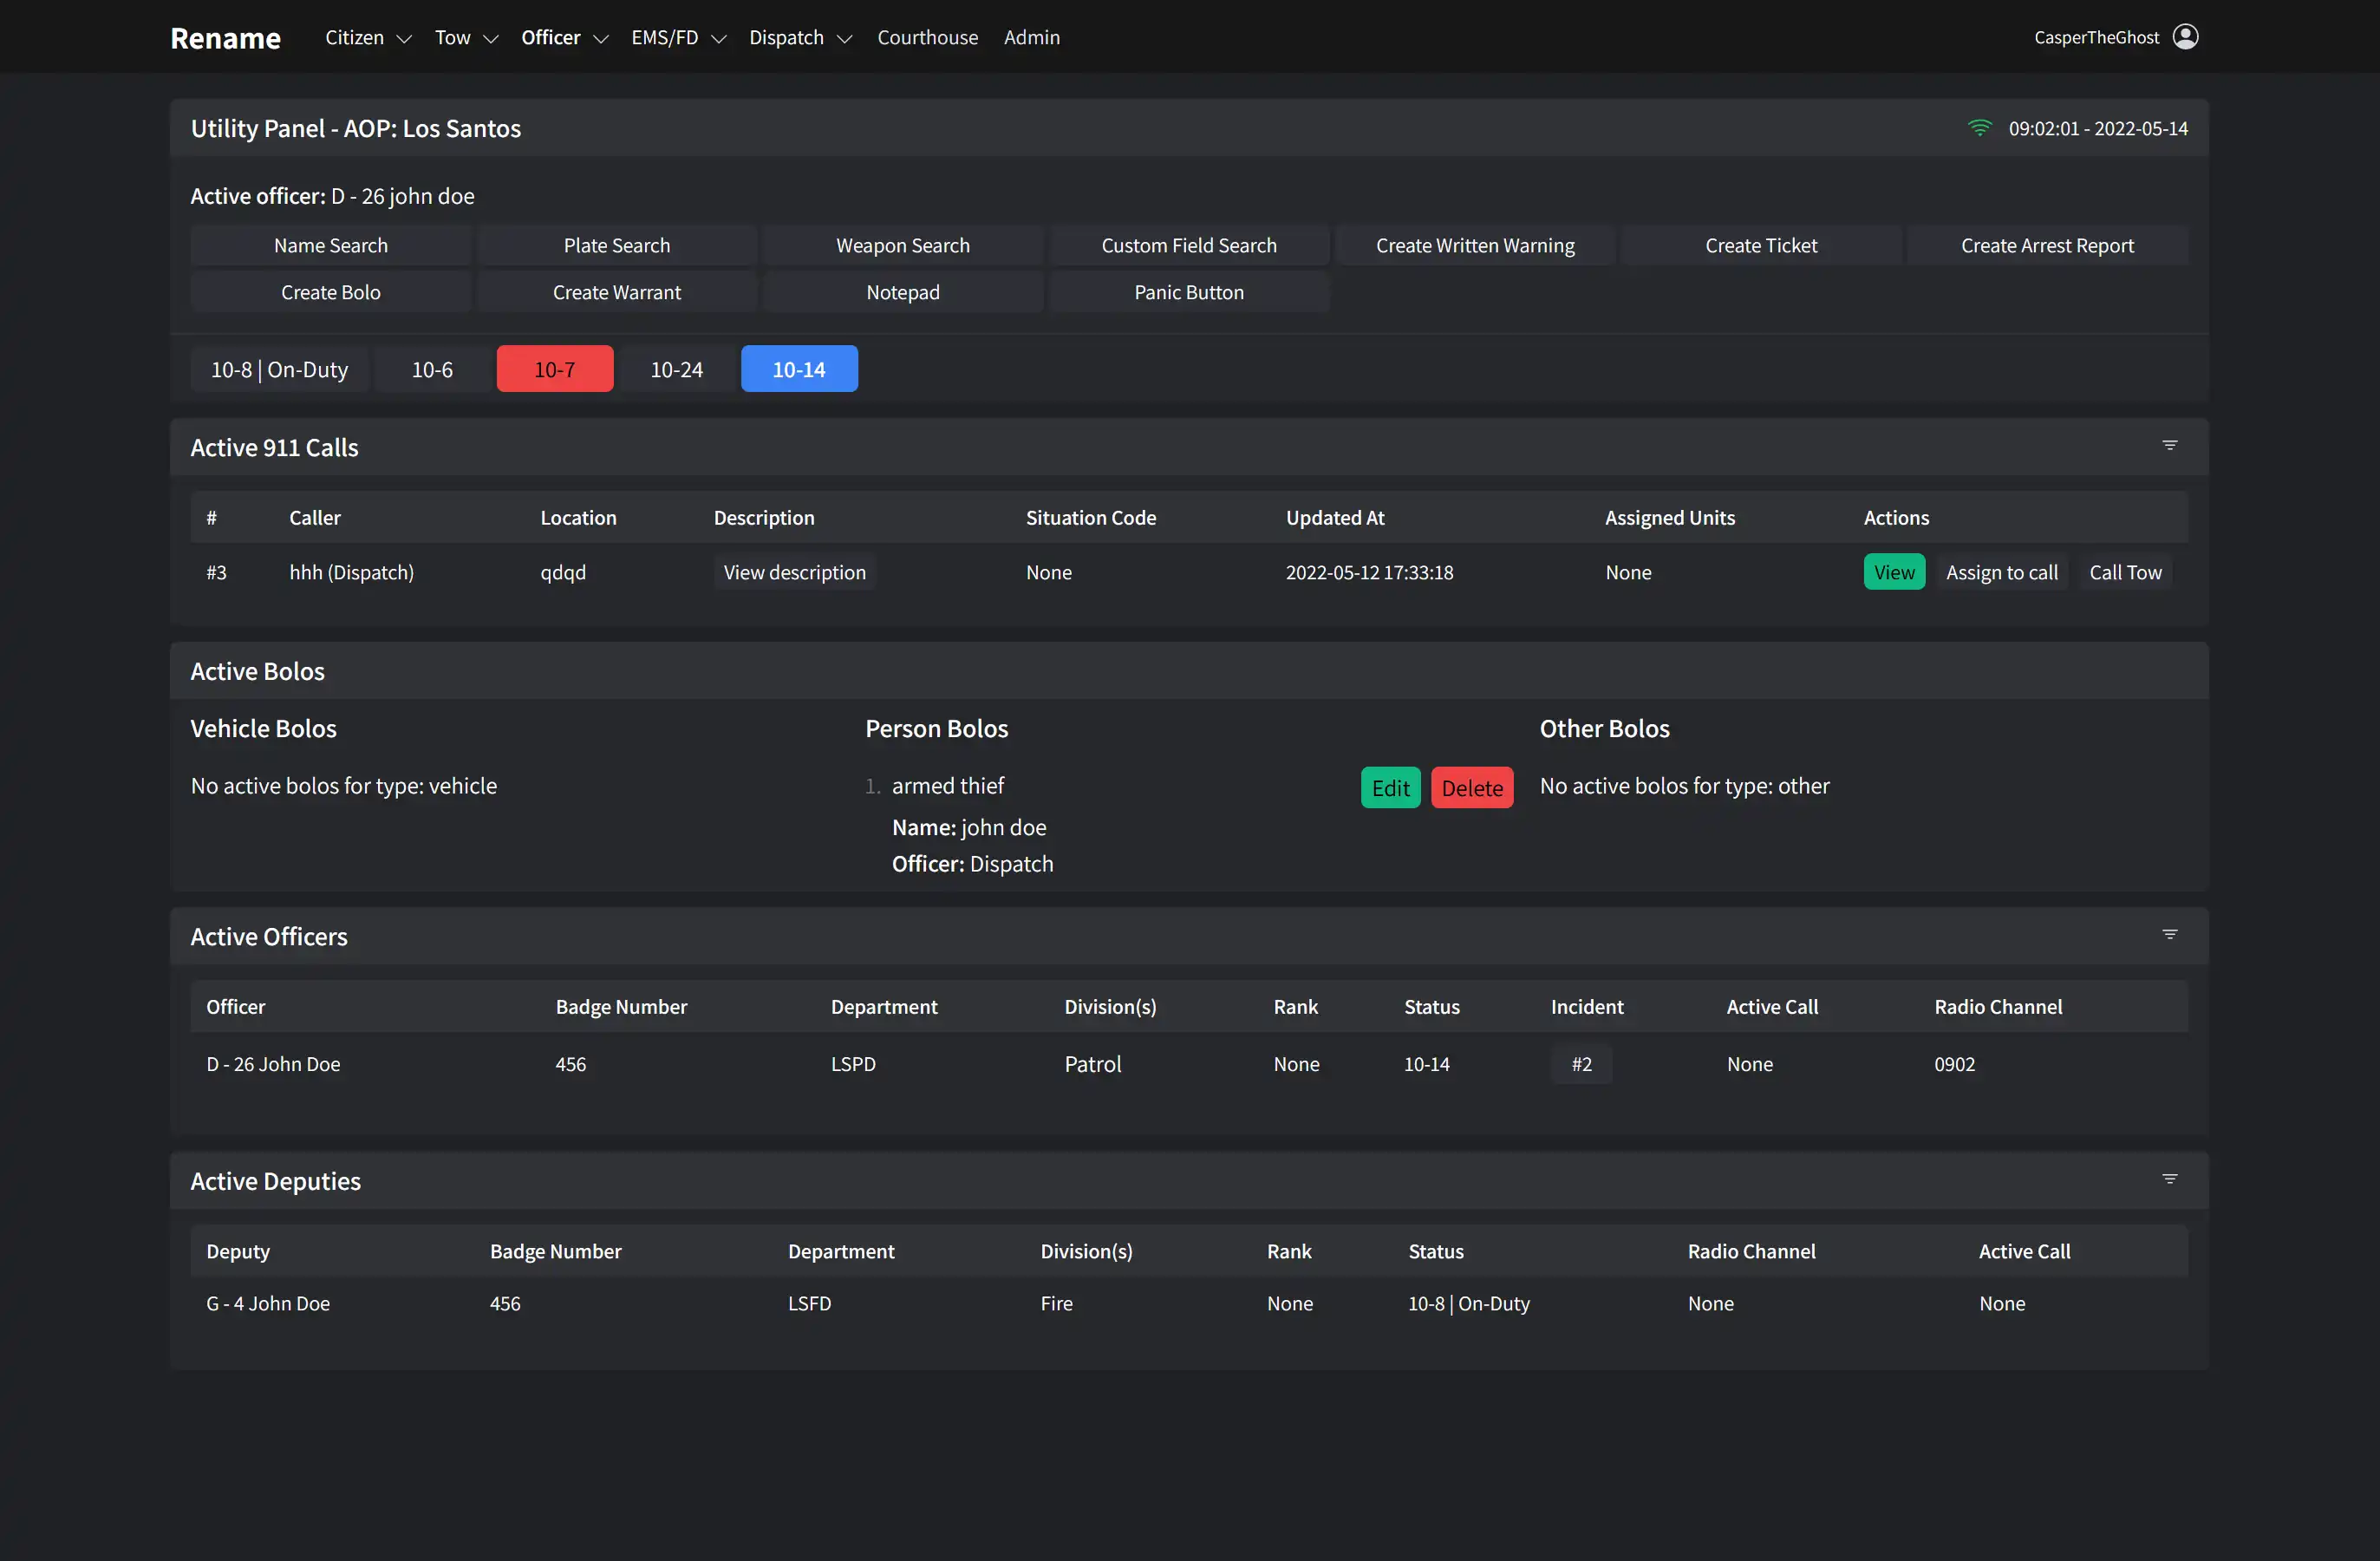 Rename Citizen Tow Officer EMS/FD Dispatch Courthouse Admin CasperTheGhost
Utility Panel - AOP: Los Santos 09:02:01 - 2022-05-14
Active officer: D - 26 john doe
Name Search Plate Search Weapon Search Custom Field Search Create Written Warning Create Ticket Create Arrest Report
Create Bolo Create Warrant Notepad Panic Button
10-8 | On-Duty 10-6 10-7 10-24 10-14
Active 911 Calls
# Caller Location Description Situation Code Updated At Assigned Units Actions
#3 hhh (Dispatch) qdqd View description None 2022-05-12 17:33:18 None View Assign to call Call Tow
Active Bolos
Vehicle Bolos Person Bolos Other Bolos
No active bolos for type: vehicle 1. armed thief Edit Delete No active bolos for type: other
Name: john doe
Officer: Dispatch
Active Officers
Officer Badge Number Department Division(s) Rank Status Incident Active Call Radio Channel
D - 26 John Doe 456 LSPD Patrol None 10-14 #2 None 0902
Active Deputies
Deputy Badge Number Department Division(s) Rank Status Radio Channel Active Call
G - 4 John Doe 456 LSFD Fire None 10-8 | On-Duty None None